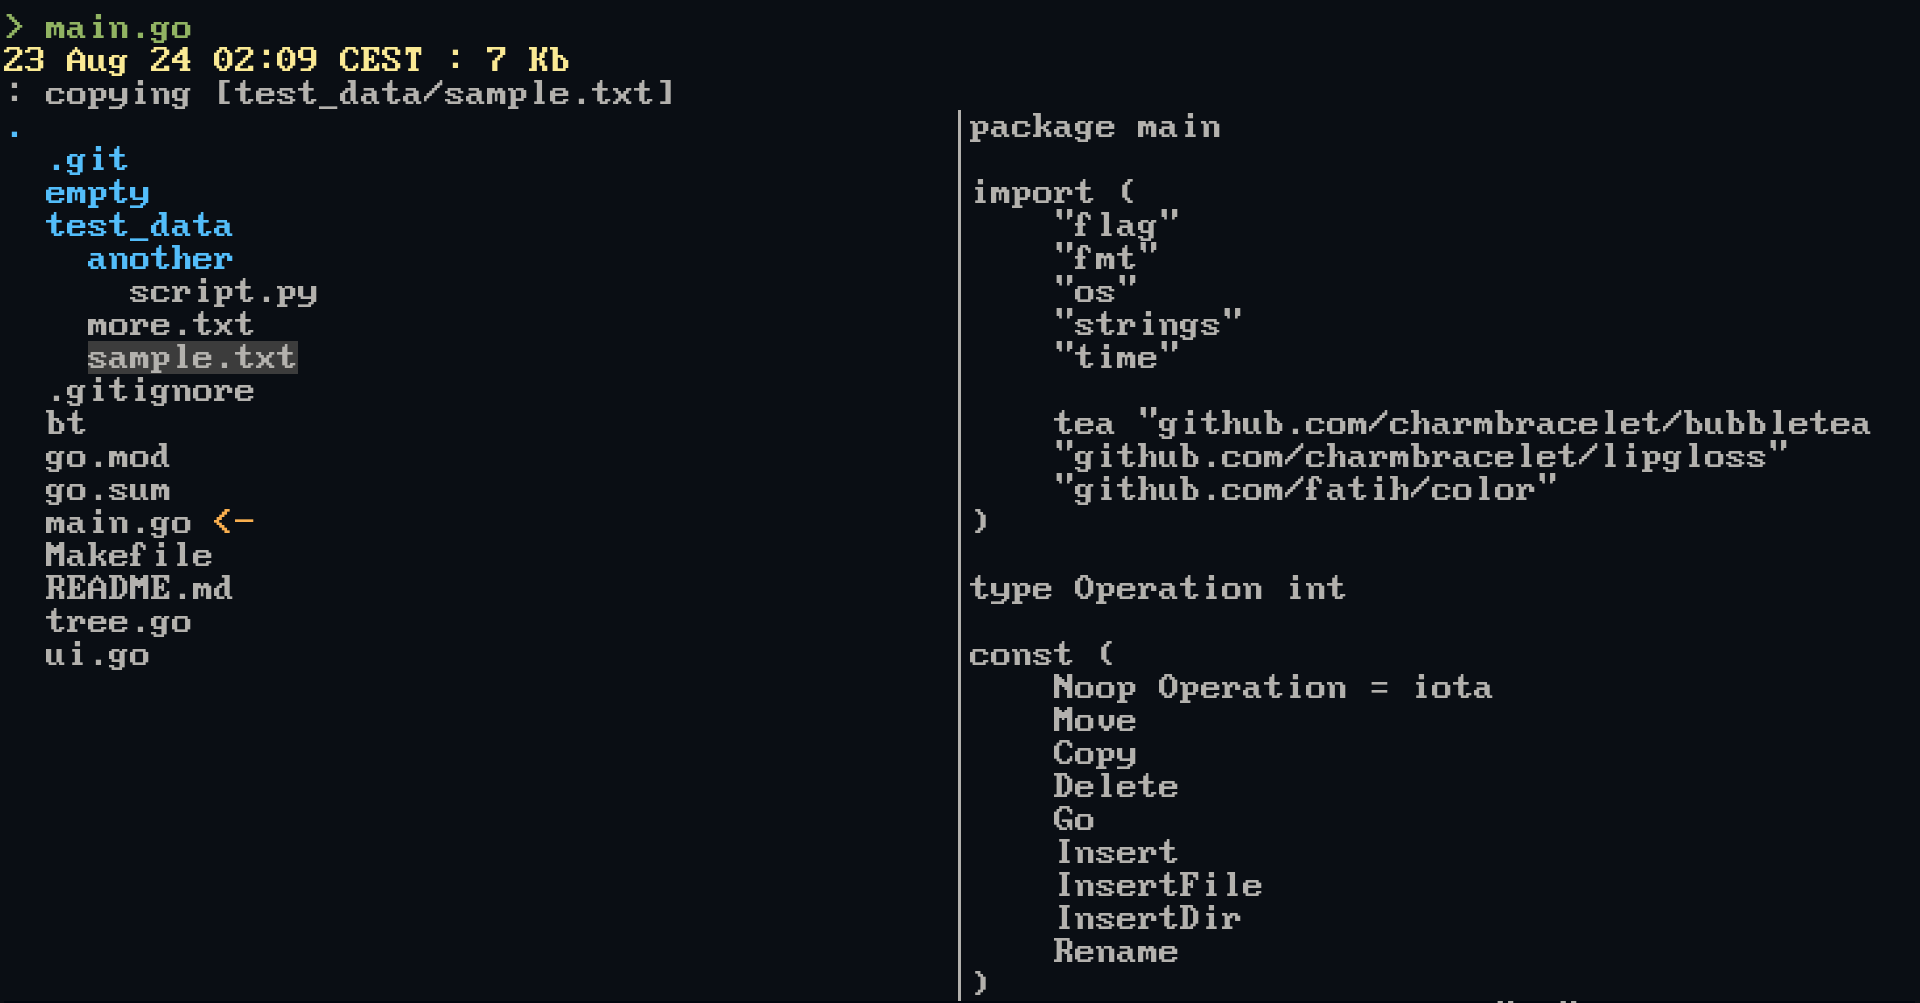 > main.go
23 Aug 24 02:09 CEST : 7 Kb
: copying [test_data/sample.txt]
.
.git
empty
test_data
another
script.py
more.txt
sample.txt
.gitignore
bt
go.mod
go.sum
main.go <-
Makefile
README.md
tree.go
ui.go
package main
import (
"flag"
"fmt"
"os"
"strings"
"time"
tea "github.com/charmbracelet/bubbletea
"github.com/charmbracelet/lipgloss"
"github.com/fatih/color"
)
type Operation int
const (
Noop Operation = iota
Move
Copy
Delete
Go
Insert
InsertFile
InsertDir
Rename
)